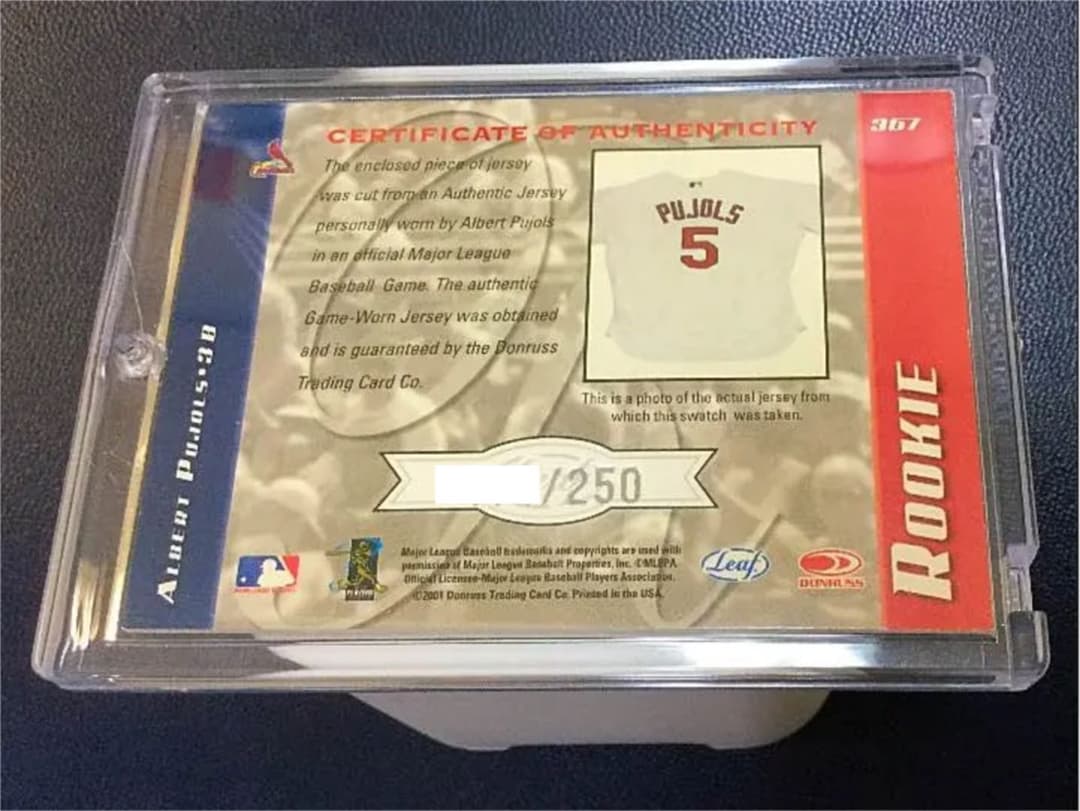 CERTIFICATE OF AUTHENTICITY
The enclosed piece of jersey
was cut from an Authentic Jersey
personally worn by Albert Pujols
in an official Major League
Baseball Game. The authentic
Game-Worn Jersey was obtained
and is guaranteed by the Donruss
Trading Card Co.
PUJOLS
5
This is a photo of the actual jersey from
which this swatch was taken.
/250
Major League Baseball trademarks and copyrights are used with
permission of Major League Baseball Properties, Inc. ©MLBPA
Official Licensee-Major League Baseball Players Association.
©2001 Donruss Trading Card Co. Printed in the USA.
Leaf
DONRUSS
ALBERT PUJOLS•3B
367
ROOKIE